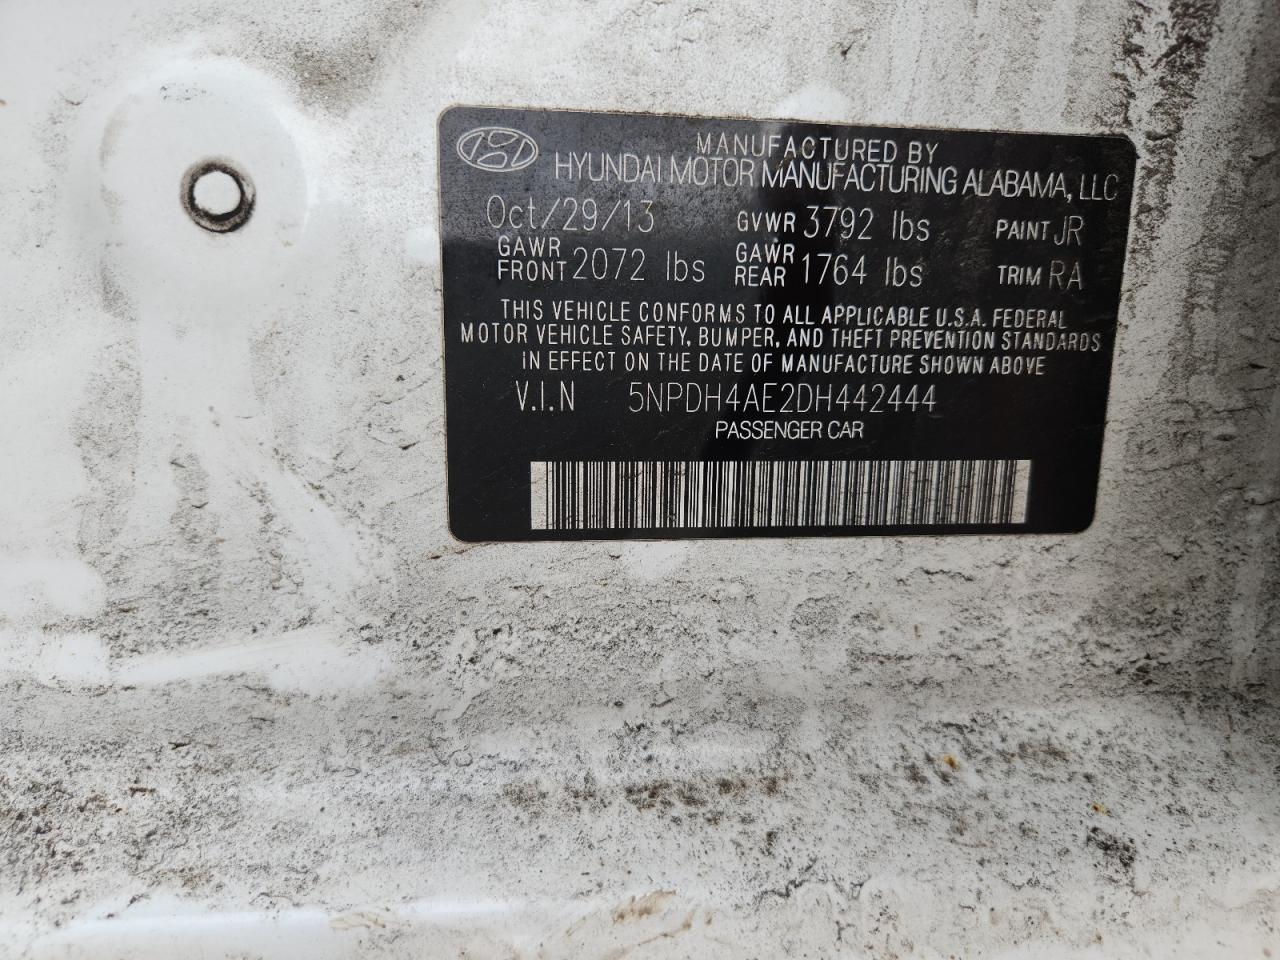 MANUFACTURED BY
HYUNDAI MOTOR MANUFACTURING ALABAMA, LLC
Oct/29/13 GVWR 3792 lbs PAINT JR
GAWR FRONT 2072 lbs GAWR REAR 1764 lbs TRIM RA
THIS VEHICLE CONFORMS TO ALL APPLICABLE U.S.A. FEDERAL
MOTOR VEHICLE SAFETY, BUMPER, AND THEFT PREVENTION STANDARDS
IN EFFECT ON THE DATE OF MANUFACTURE SHOWN ABOVE
V.I.N 5NPDH4AE2DH442444
PASSENGER CAR